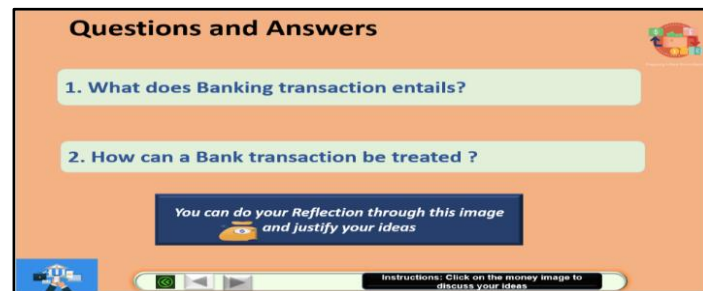 Questions and Answers
1. What does Banking transaction entails?
2. How can a Bank transaction be treated ?
You can do your Reflection through this image
and justify your ideas
Instructions: Click on the money image to
discuss your ideas